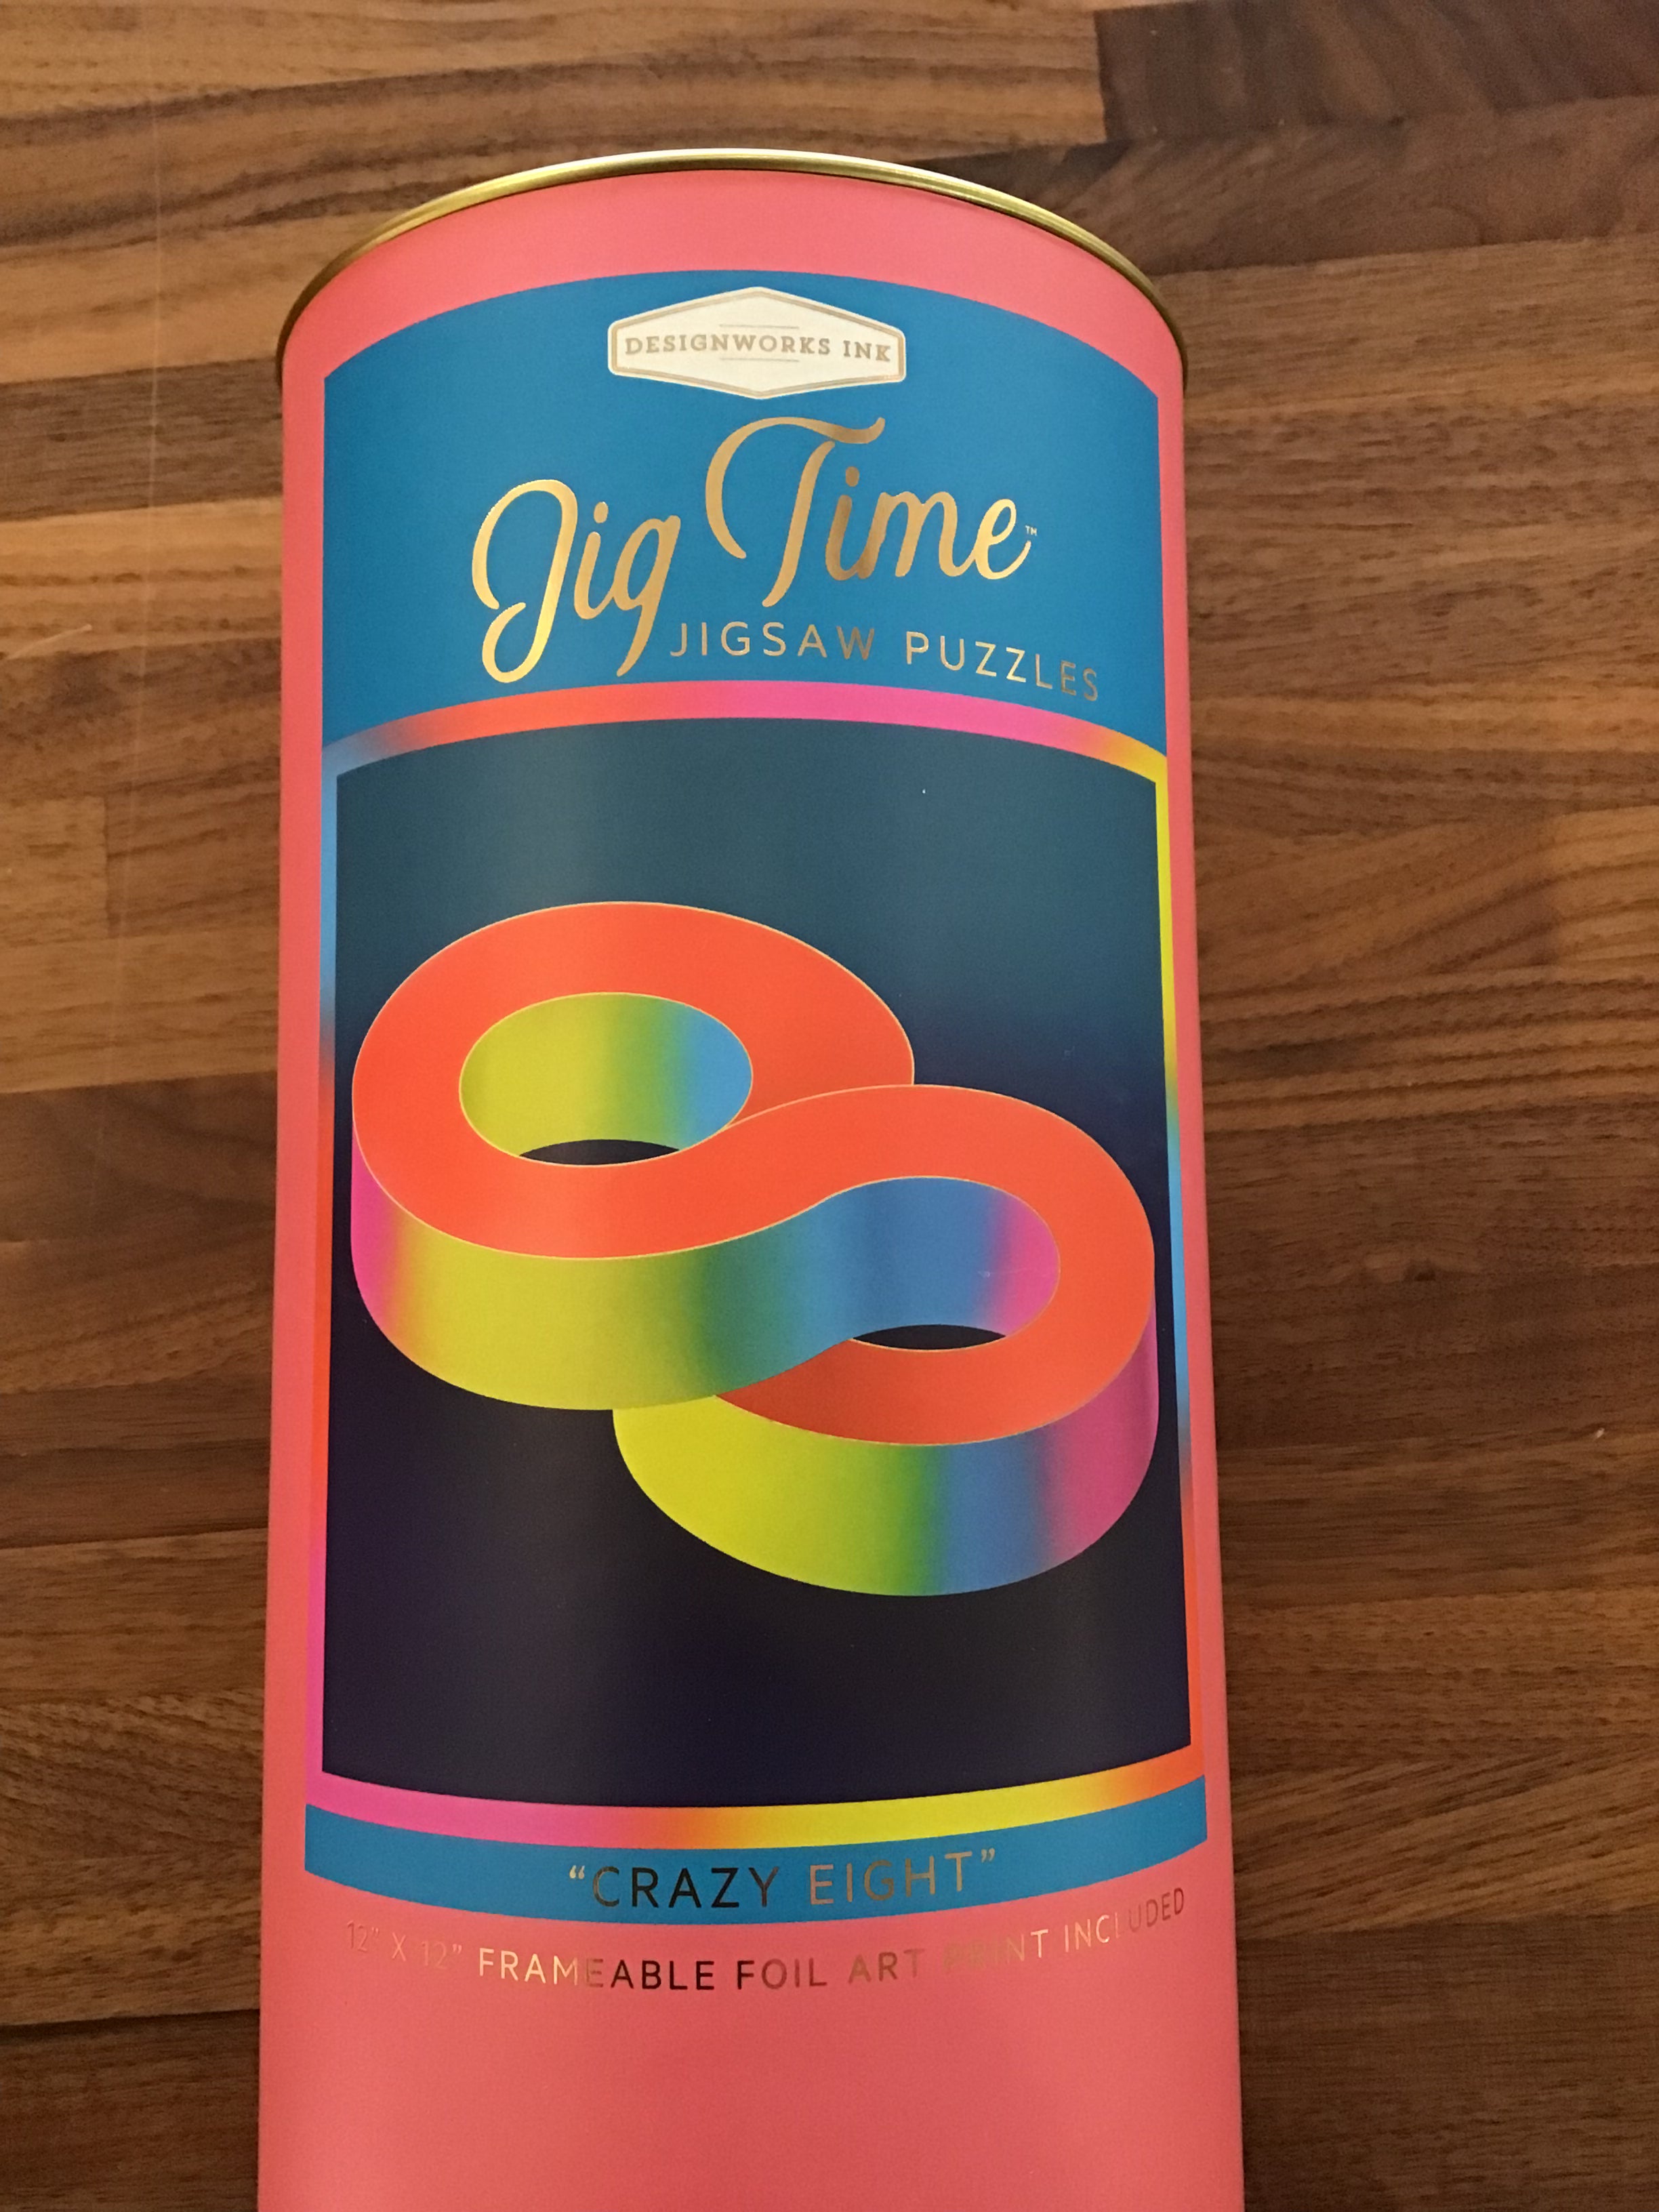 DESIGNWORKS INK
Jig Time™
JIGSAW PUZZLES
“CRAZY EIGHT”
12” X 12” FRAMEABLE FOIL ART PRINT INCLUDED